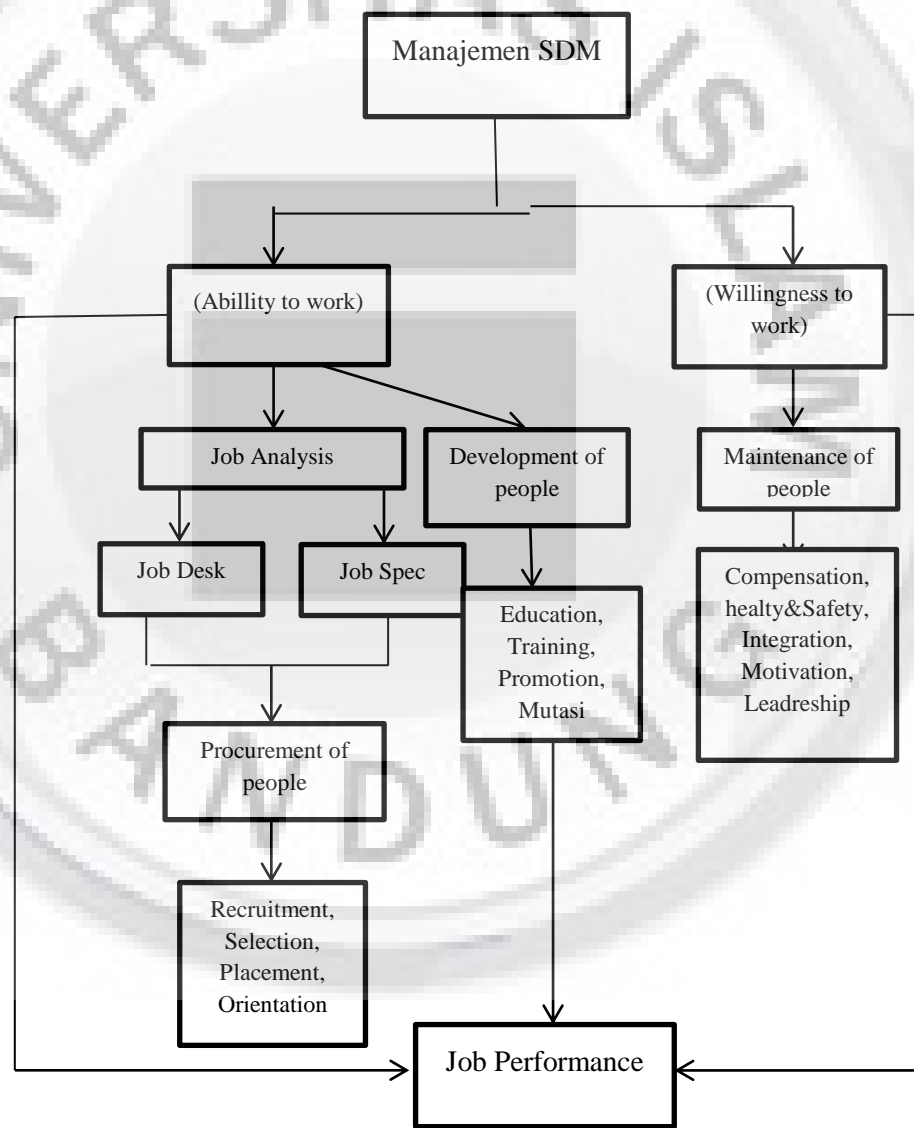 Manajemen SDM
(Abillity to work)
(Willingness to
work)
Job Analysis
Development of
people
Maintenance of
people
Job Desk
Job Spec
Education,
Training,
Promotion,
Mutasi
Compensation,
healty&Safety,
Integration,
Motivation,
Leadreship
Procurement of
people
Recruitment,
Selection,
Placement,
Orientation
Job Performance
ISLAM
BANDUNG